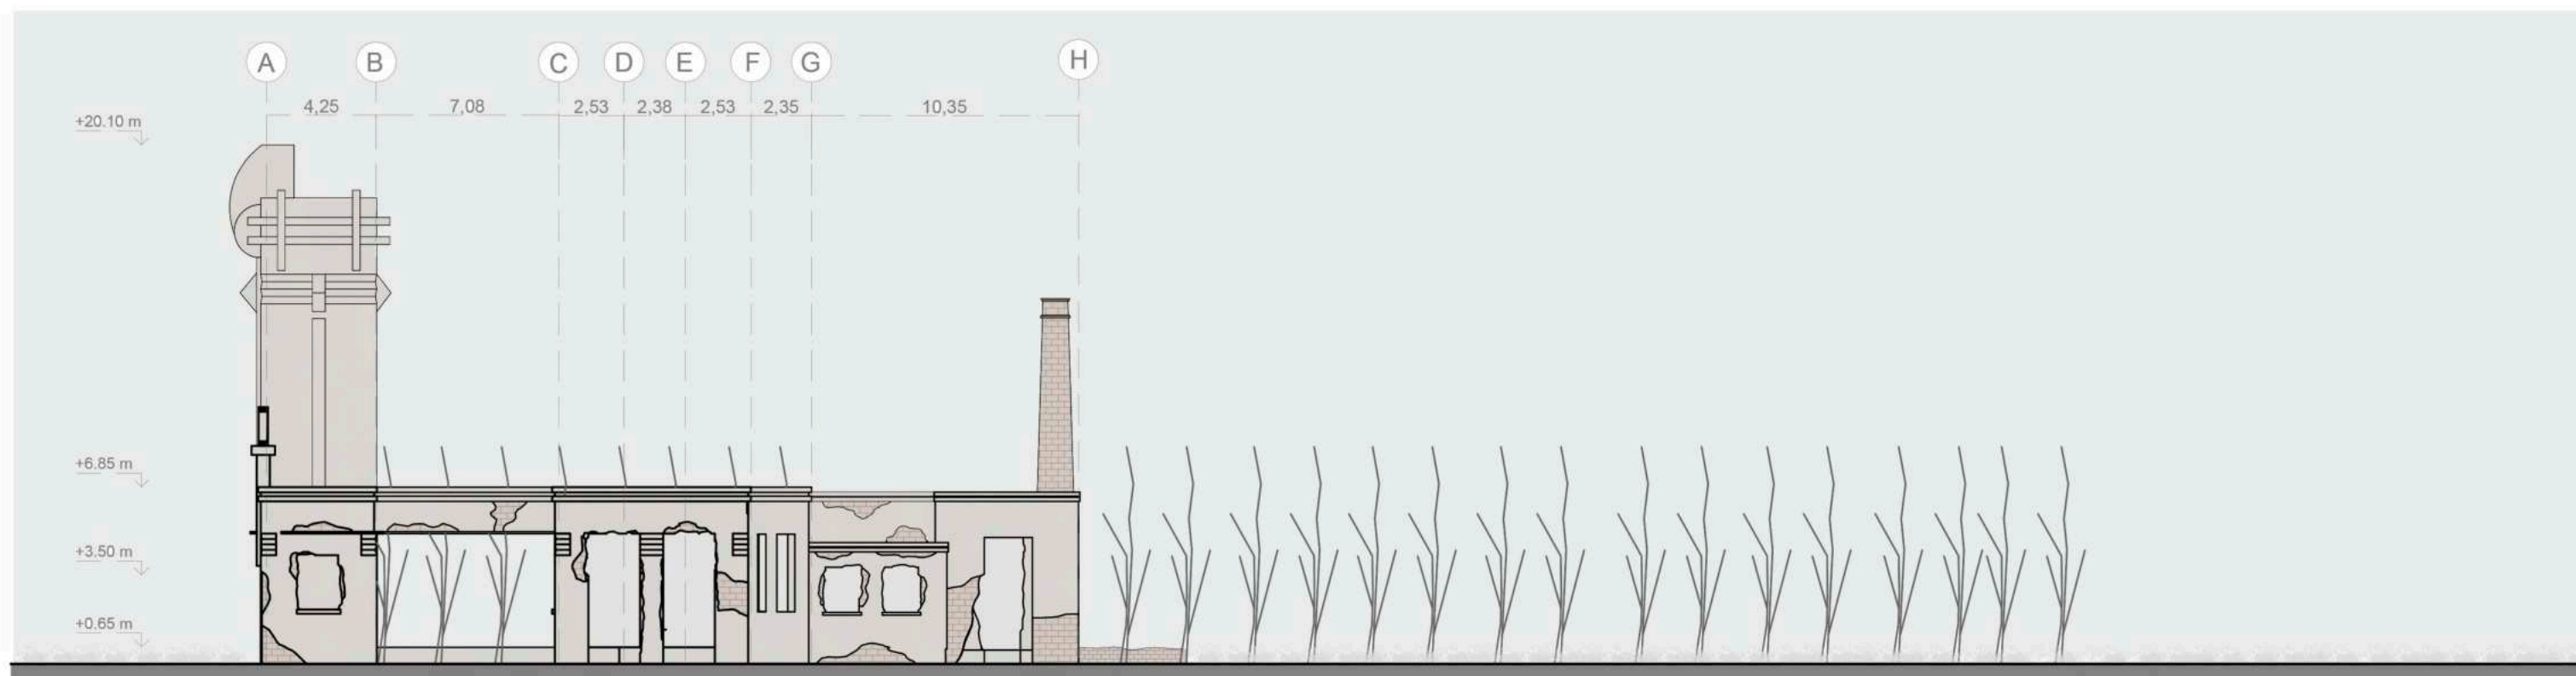 A B C D E F G H
4,25 7,08 2,53 2,38 2,53 2,35 10,35
+20.10 m
+6.85 m
+3.50 m
+0.65 m